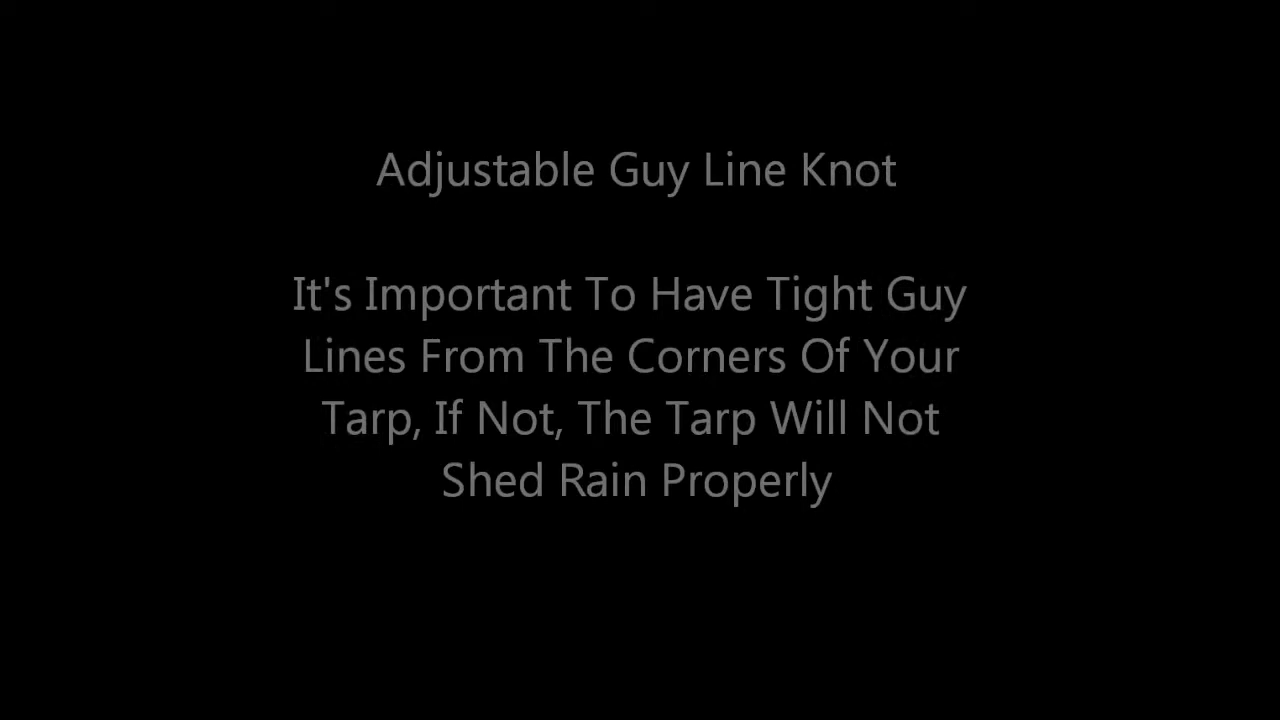 Adjustable Guy Line Knot
It's Important To Have Tight Guy
Lines From The Corners Of Your
Tarp, If Not, The Tarp Will Not
Shed Rain Properly